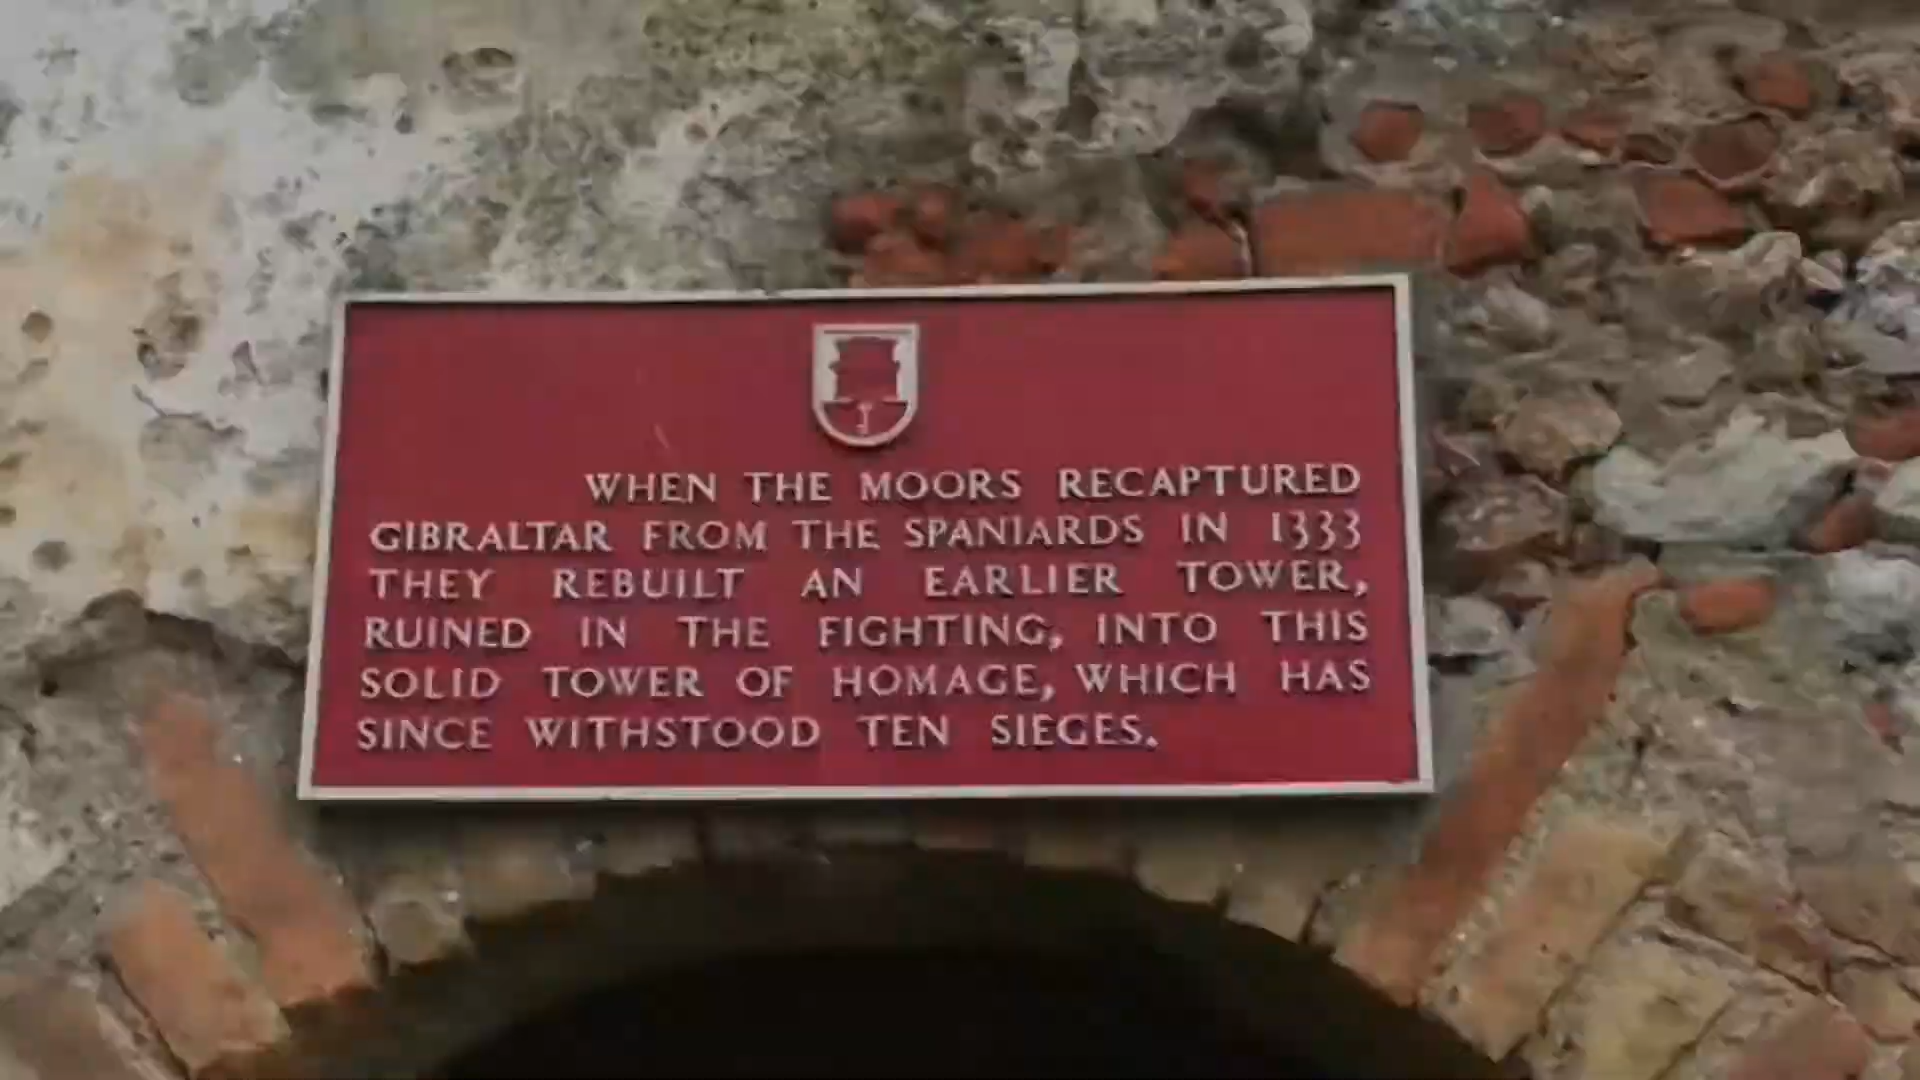 WHEN THE MOORS RECAPTURED
GIBRALTAR FROM THE SPANIARDS IN 1333
THEY REBUILT AN EARLIER TOWER,
RUINED IN THE FIGHTING, INTO THIS
SOLID TOWER OF HOMAGE, WHICH HAS
SINCE WITHSTOOD TEN SIEGES.